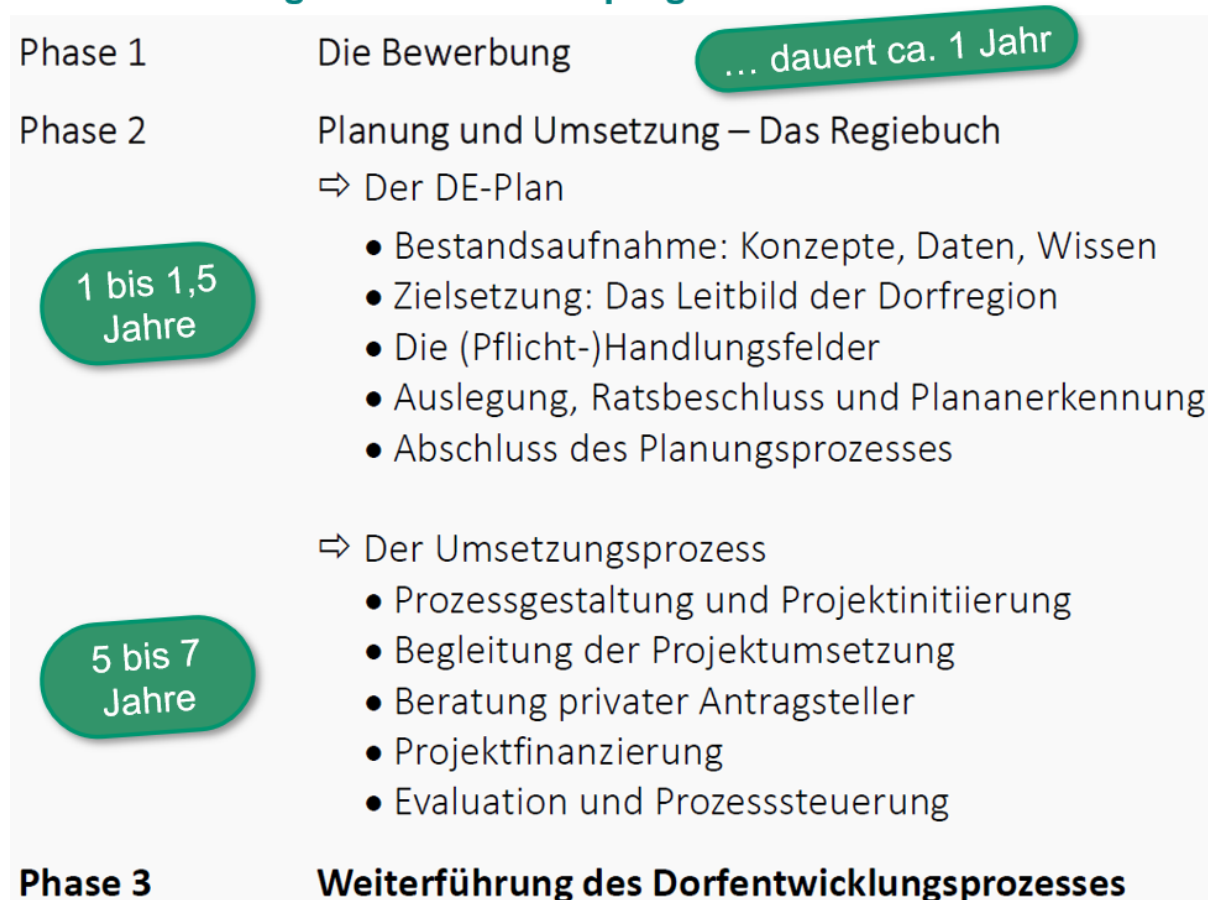 Phase 1 Die Bewerbung
… dauert ca. 1 Jahr
Phase 2 Planung und Umsetzung – Das Regiebuch
⇨ Der DE-Plan
1 bis 1,5
Jahre
● Bestandsaufnahme: Konzepte, Daten, Wissen
● Zielsetzung: Das Leitbild der Dorfregion
● Die (Pflicht-)Handlungsfelder
● Auslegung, Ratsbeschluss und Plananerkennung
● Abschluss des Planungsprozesses
⇨ Der Umsetzungsprozess
5 bis 7
Jahre
● Prozessgestaltung und Projektinitiierung
● Begleitung der Projektumsetzung
● Beratung privater Antragsteller
● Projektfinanzierung
● Evaluation und Prozesssteuerung
Phase 3 Weiterführung des Dorfentwicklungsprozesses